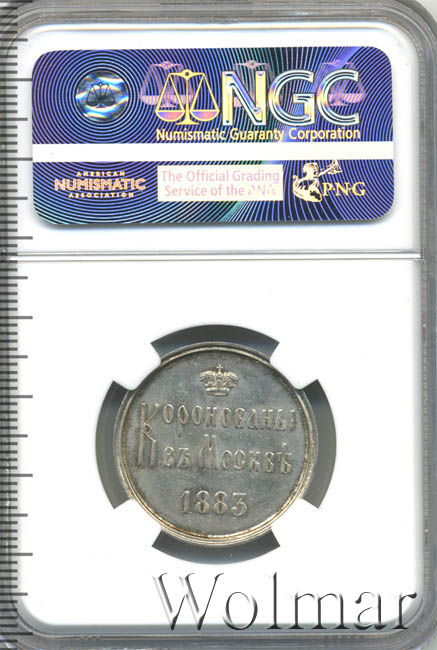 NGC
Numismatic Guaranty Corporation
AMERICAN
NUMISMATIC
ASSOCIATION
The Official Grading
Service of the PNG
PNG
Коронованы
въ Москвѣ
1883
Wolmar